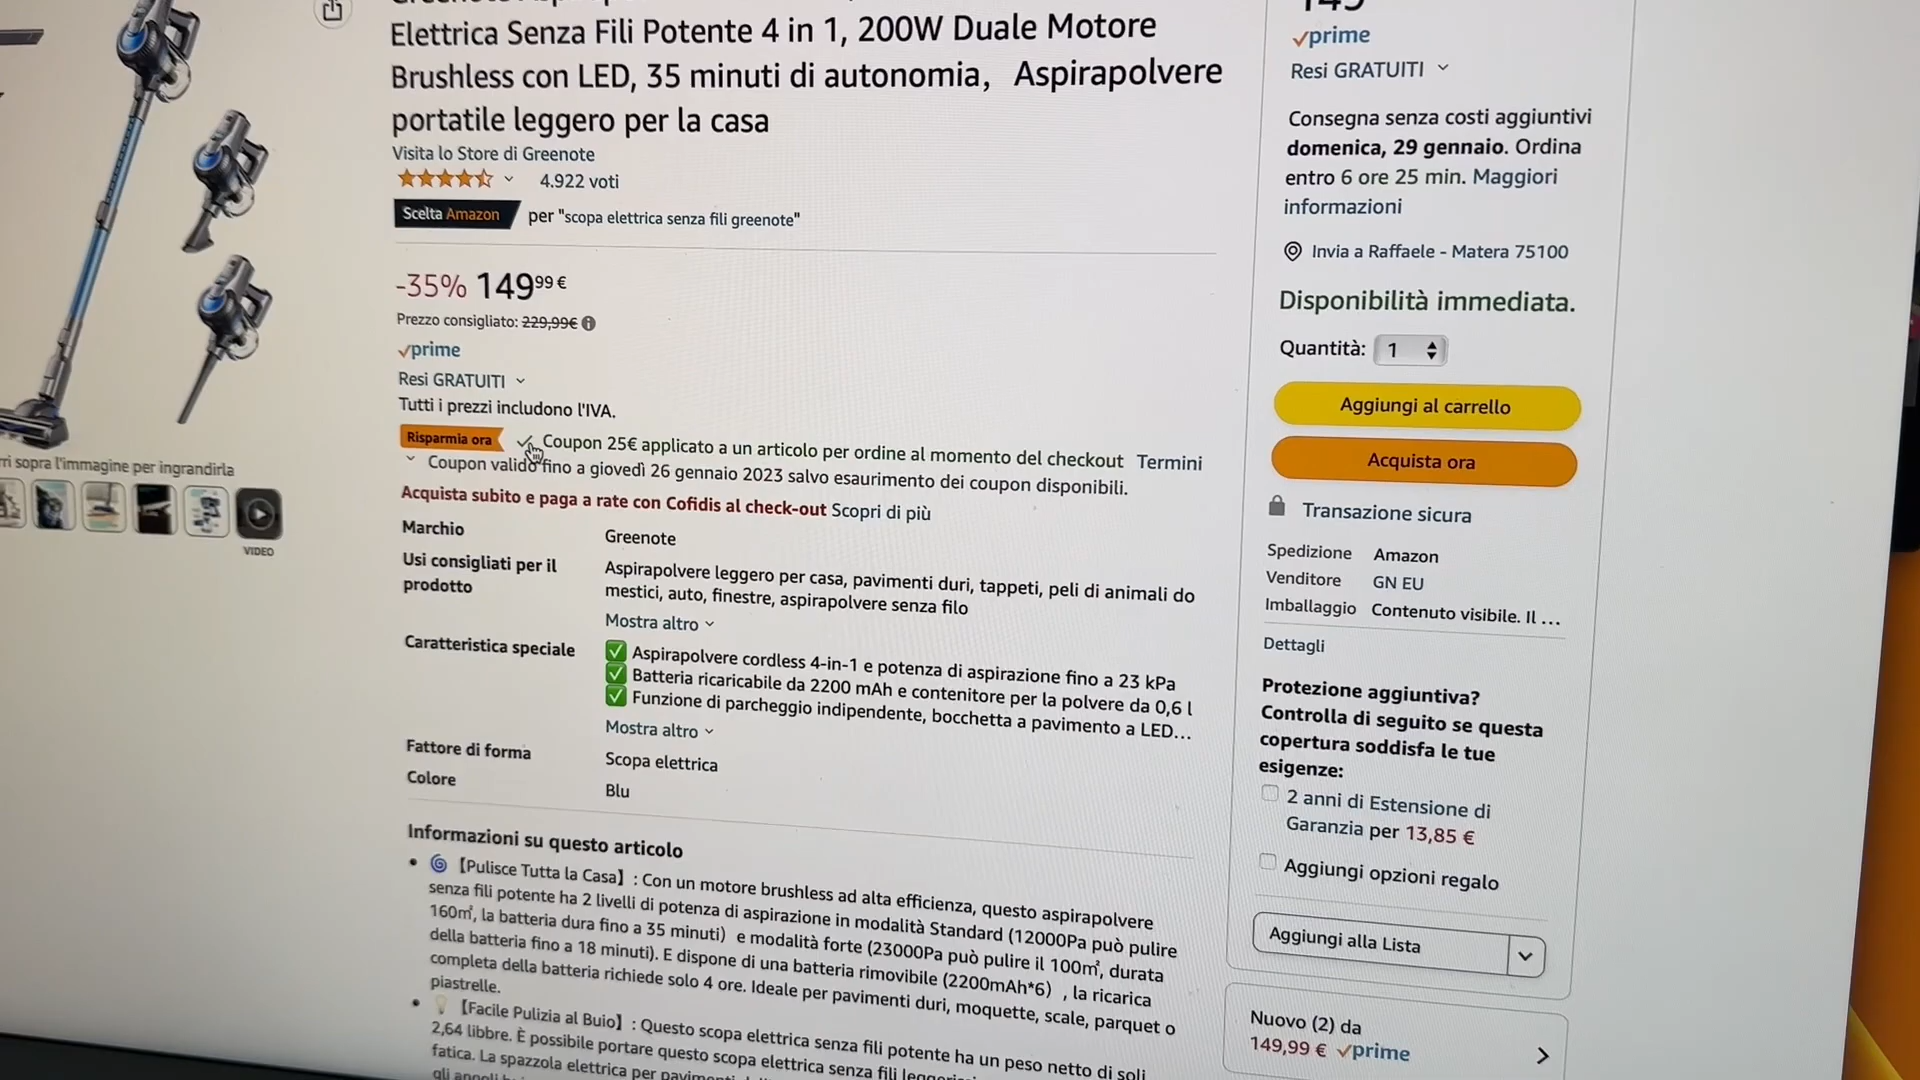 Elettrica Senza Fili Potente 4 in 1, 200W Duale Motore
Brushless con LED, 35 minuti di autonomia, Aspirapolvere
portatile leggero per la casa
Visita lo Store di Greenote
4.922 voti
Scelta Amazon per "scopa elettrica senza fili greenote"
-35% 149 99 €
Prezzo consigliato: 229,99€
prime
Resi GRATUITI
Tutti i prezzi includono l'IVA.
Risparmia ora Coupon 25€ applicato a un articolo per ordine al momento del checkout Termini
Coupon valido fino a giovedì 26 gennaio 2023 salvo esaurimento dei coupon disponibili.
Acquista subito e paga a rate con Cofidis al check-out Scopri di più
Marchio Greenote
Usi consigliati per il
prodotto
Aspirapolvere leggero per casa, pavimenti duri, tappeti, peli di animali do
mestici, auto, finestre, aspirapolvere senza filo
Mostra altro
Caratteristica speciale
✅ Aspirapolvere cordless 4-in-1 e potenza di aspirazione fino a 23 kPa
✅ Batteria ricaricabile da 2200 mAh e contenitore per la polvere da 0,6 l
✅ Funzione di parcheggio indipendente, bocchetta a pavimento a LED...
Mostra altro
Fattore di forma Scopa elettrica
Colore Blu
Informazioni su questo articolo
• 🌀【Pulisce Tutta la Casa】: Con un motore brushless ad alta efficienza, questo aspirapolvere
senza fili potente ha 2 livelli di potenza di aspirazione in modalità Standard (12000Pa può pulire
160㎡, la batteria dura fino a 35 minuti) e modalità forte (23000Pa può pulire il 100㎡, durata
della batteria fino a 18 minuti). E dispone di una batteria rimovibile (2200mAh*6) , la ricarica
completa della batteria richiede solo 4 ore. Ideale per pavimenti duri, moquette, scale, parquet o
piastrelle.
• 💡【Facile Pulizia al Buio】: Questo scopa elettrica senza fili potente ha un peso netto di soli
2,64 libbre. È possibile portare questo scopa elettrica senza fili
fatica. La spazzola elettrica per
sopra l'immagine per ingrandirla
VIDEO
149
prime
Resi GRATUITI
Consegna senza costi aggiuntivi
domenica, 29 gennaio. Ordina
entro 6 ore 25 min. Maggiori
informazioni
Invia a Raffaele - Matera 75100
Disponibilità immediata.
Quantità: 1
Aggiungi al carrello
Acquista ora
Transazione sicura
Spedizione Amazon
Venditore GN EU
Imballaggio Contenuto visibile. Il ...
Dettagli
Protezione aggiuntiva?
Controlla di seguito se questa
copertura soddisfa le tue
esigenze:
2 anni di Estensione di
Garanzia per 13,85 €
Aggiungi opzioni regalo
Aggiungi alla Lista
Nuovo (2) da
149,99 € prime